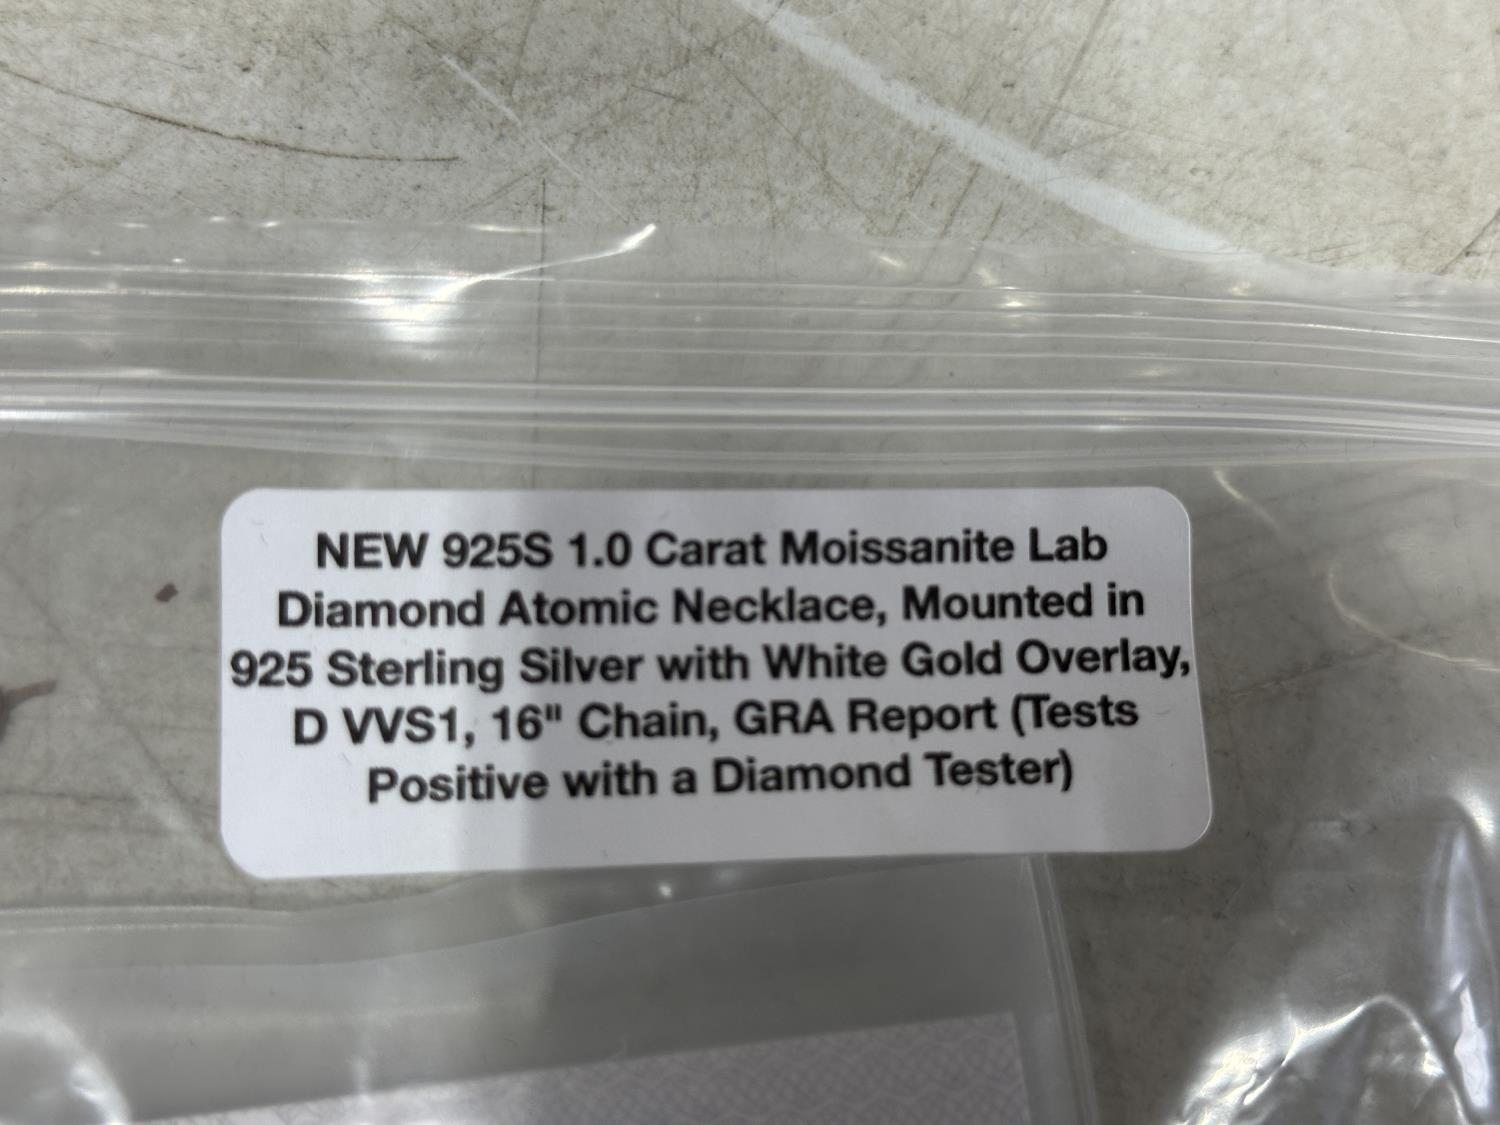 NEW 925S 1.0 Carat Moissanite Lab
Diamond Atomic Necklace, Mounted in
925 Sterling Silver with White Gold Overlay,
D VVS1, 16" Chain, GRA Report (Tests
Positive with a Diamond Tester)